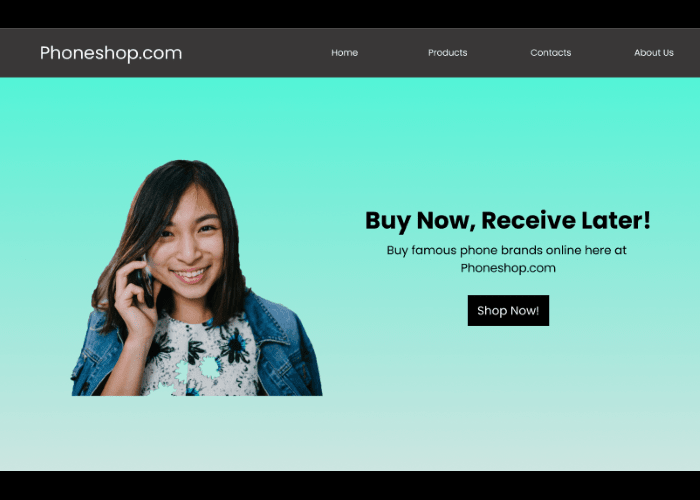 Phoneshop.com
Home
Products
Contacts
About Us
Buy Now, Receive Later!
Buy famous phone brands online here at
Phoneshop.com
Shop Now!